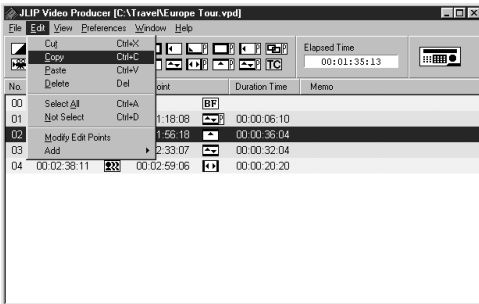 JLIP Video Producer [C:\Travel\Europe Tour.vpd]
File Edit View Preferences Window Help
Cut Ctrl+X
Copy Ctrl+C
Paste Ctrl+V
Delete Del
Select All Ctrl+A
Not Select Ctrl+D
Modify Edit Points
Add
P P P P
P P TC
Elapsed Time
00:01:35:13
No. oint Duration Time Memo
00 BF
01 1:18:08 P 00:00:06:10
02 1:56:18 00:00:36:04
03 2:33:07 00:00:32:04
04 00:02:38:11 00:02:59:06 00:00:20:20